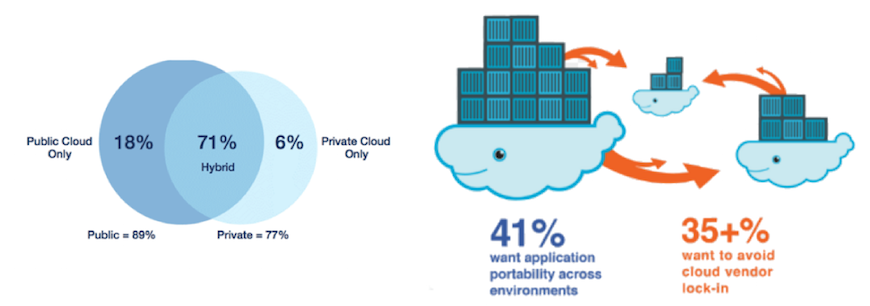 Public Cloud
Only
18%
71%
Hybrid
6%
Private Cloud
Only
Public = 89%
Private = 77%
41%
want application
portability across
environments
35+%
want to avoid
cloud vendor
lock-in